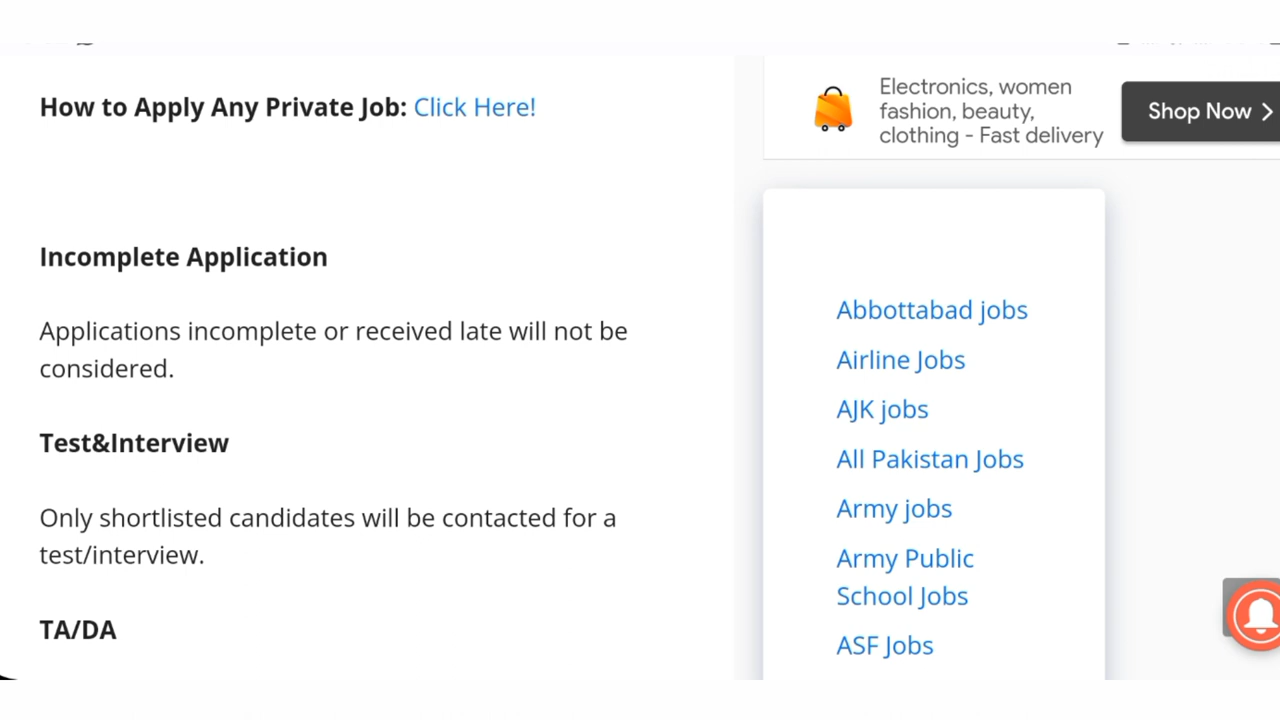 How to Apply Any Private Job: Click Here!
Incomplete Application
Applications incomplete or received late will not be
considered.
Test&Interview
Only shortlisted candidates will be contacted for a
test/interview.
TA/DA
Electronics, women
fashion, beauty,
clothing - Fast delivery
Shop Now
Abbottabad jobs
Airline Jobs
AJK jobs
All Pakistan Jobs
Army jobs
Army Public
School Jobs
ASF Jobs